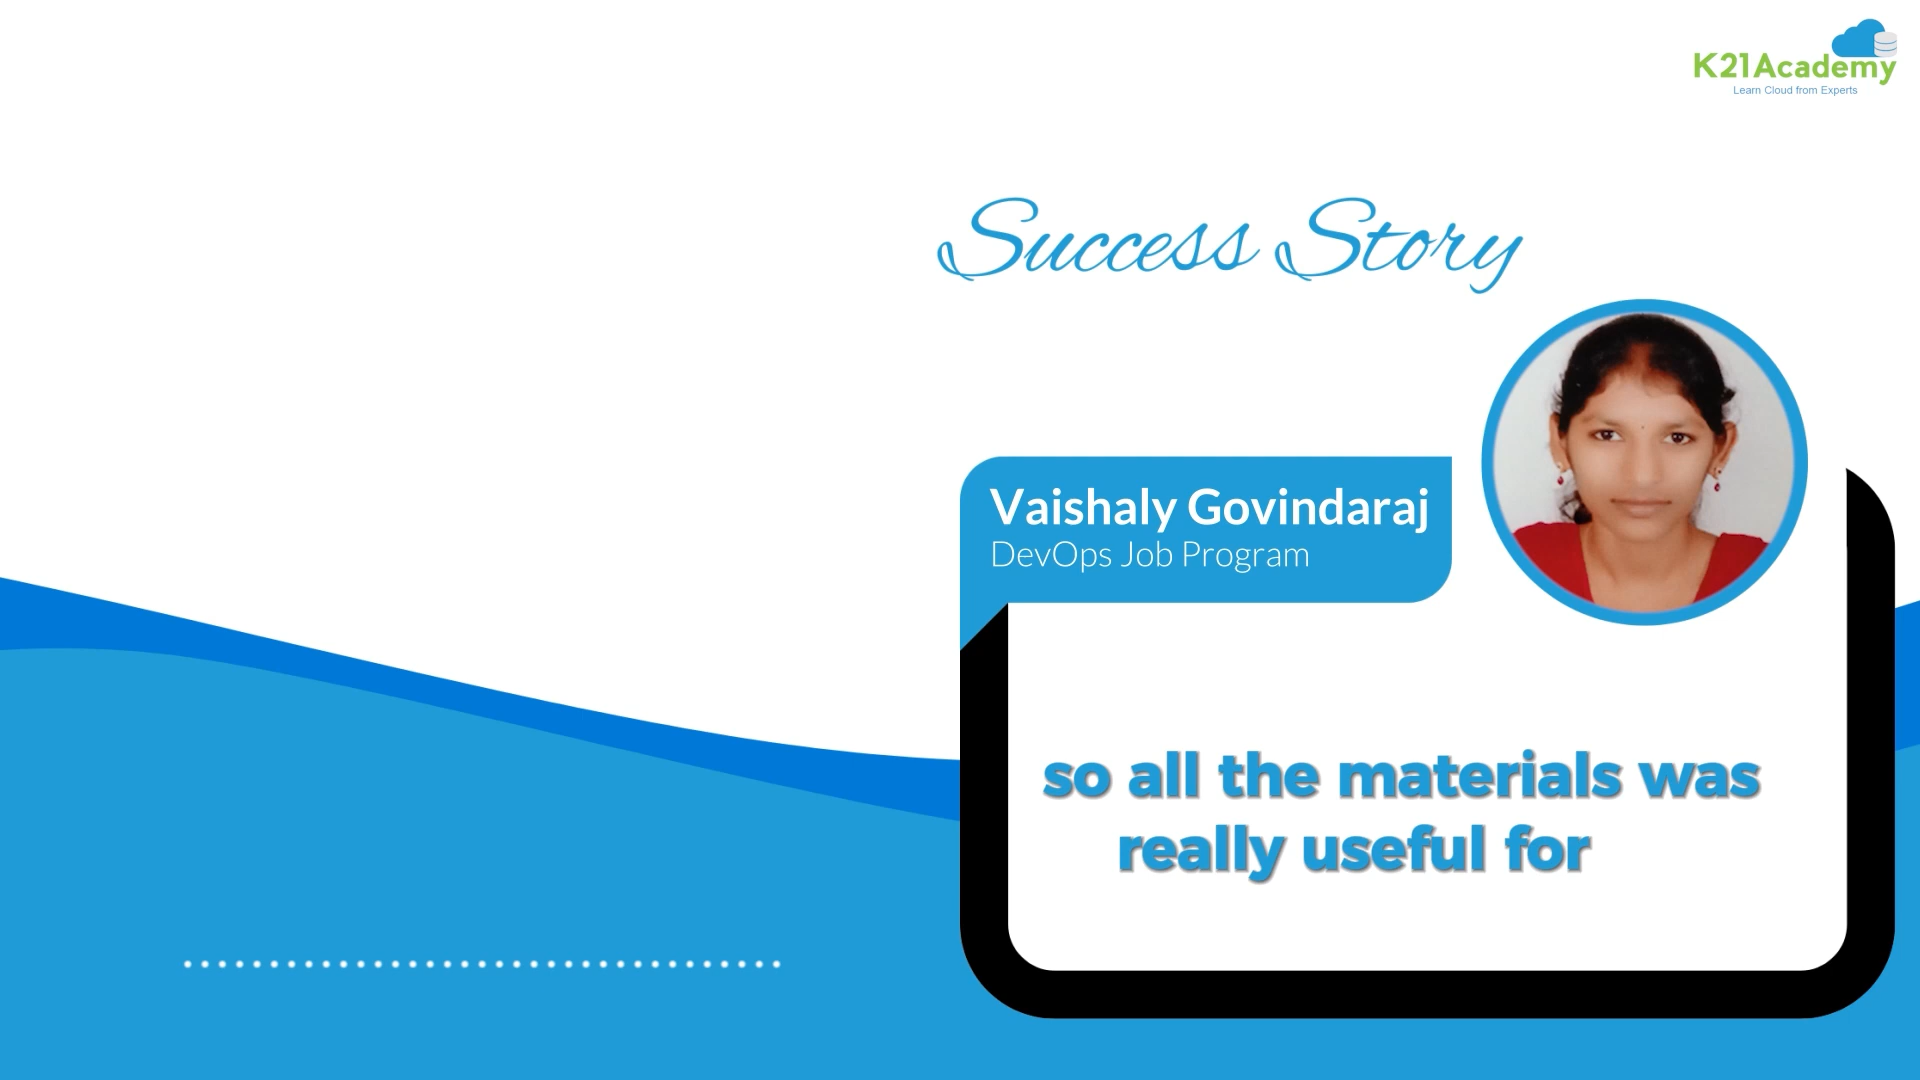 K21Academy
Learn Cloud from Experts
Success Story
Vaishaly Govindaraj
DevOps Job Program
so all the materials was
really useful for